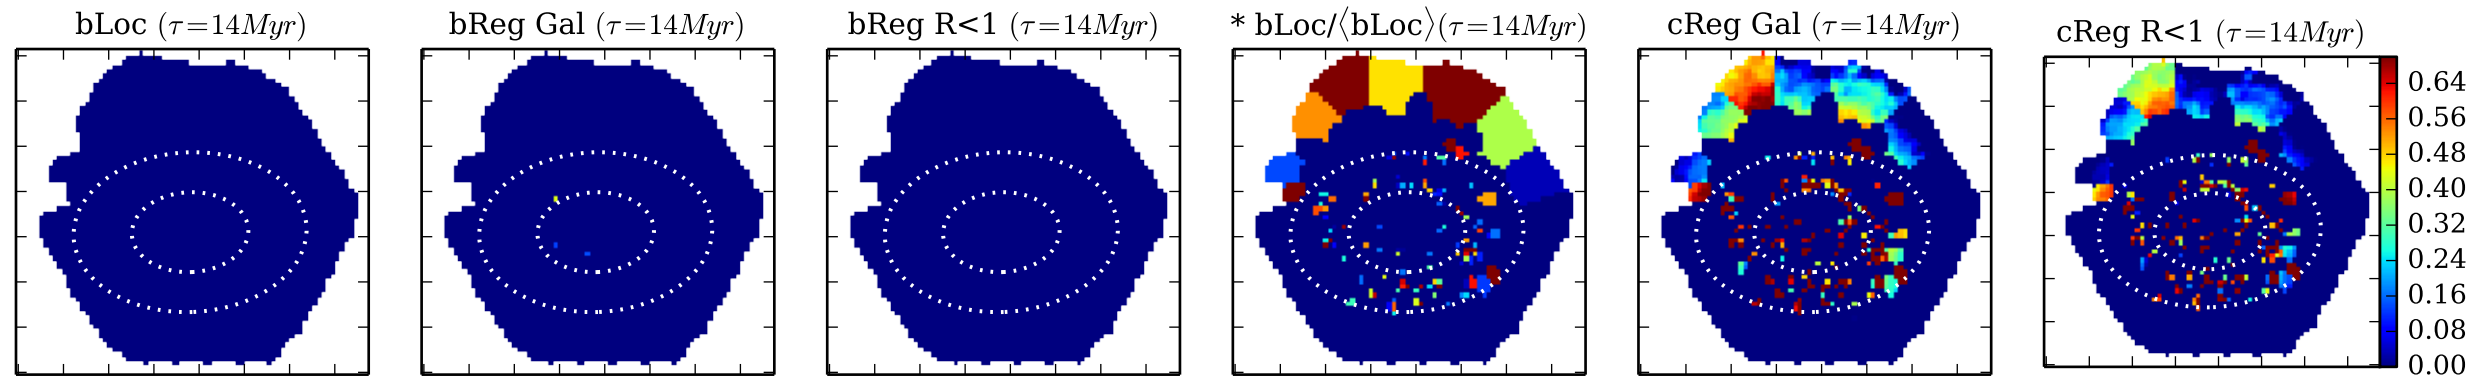 bLoc (τ=14Myr)
bReg Gal (τ=14Myr)
bReg R<1 (τ=14Myr)
* bLoc/⟨bLoc⟩(τ=14Myr)
cReg Gal (τ=14Myr)
cReg R<1 (τ=14Myr)
0.64
0.56
0.48
0.40
0.32
0.24
0.16
0.08
0.00